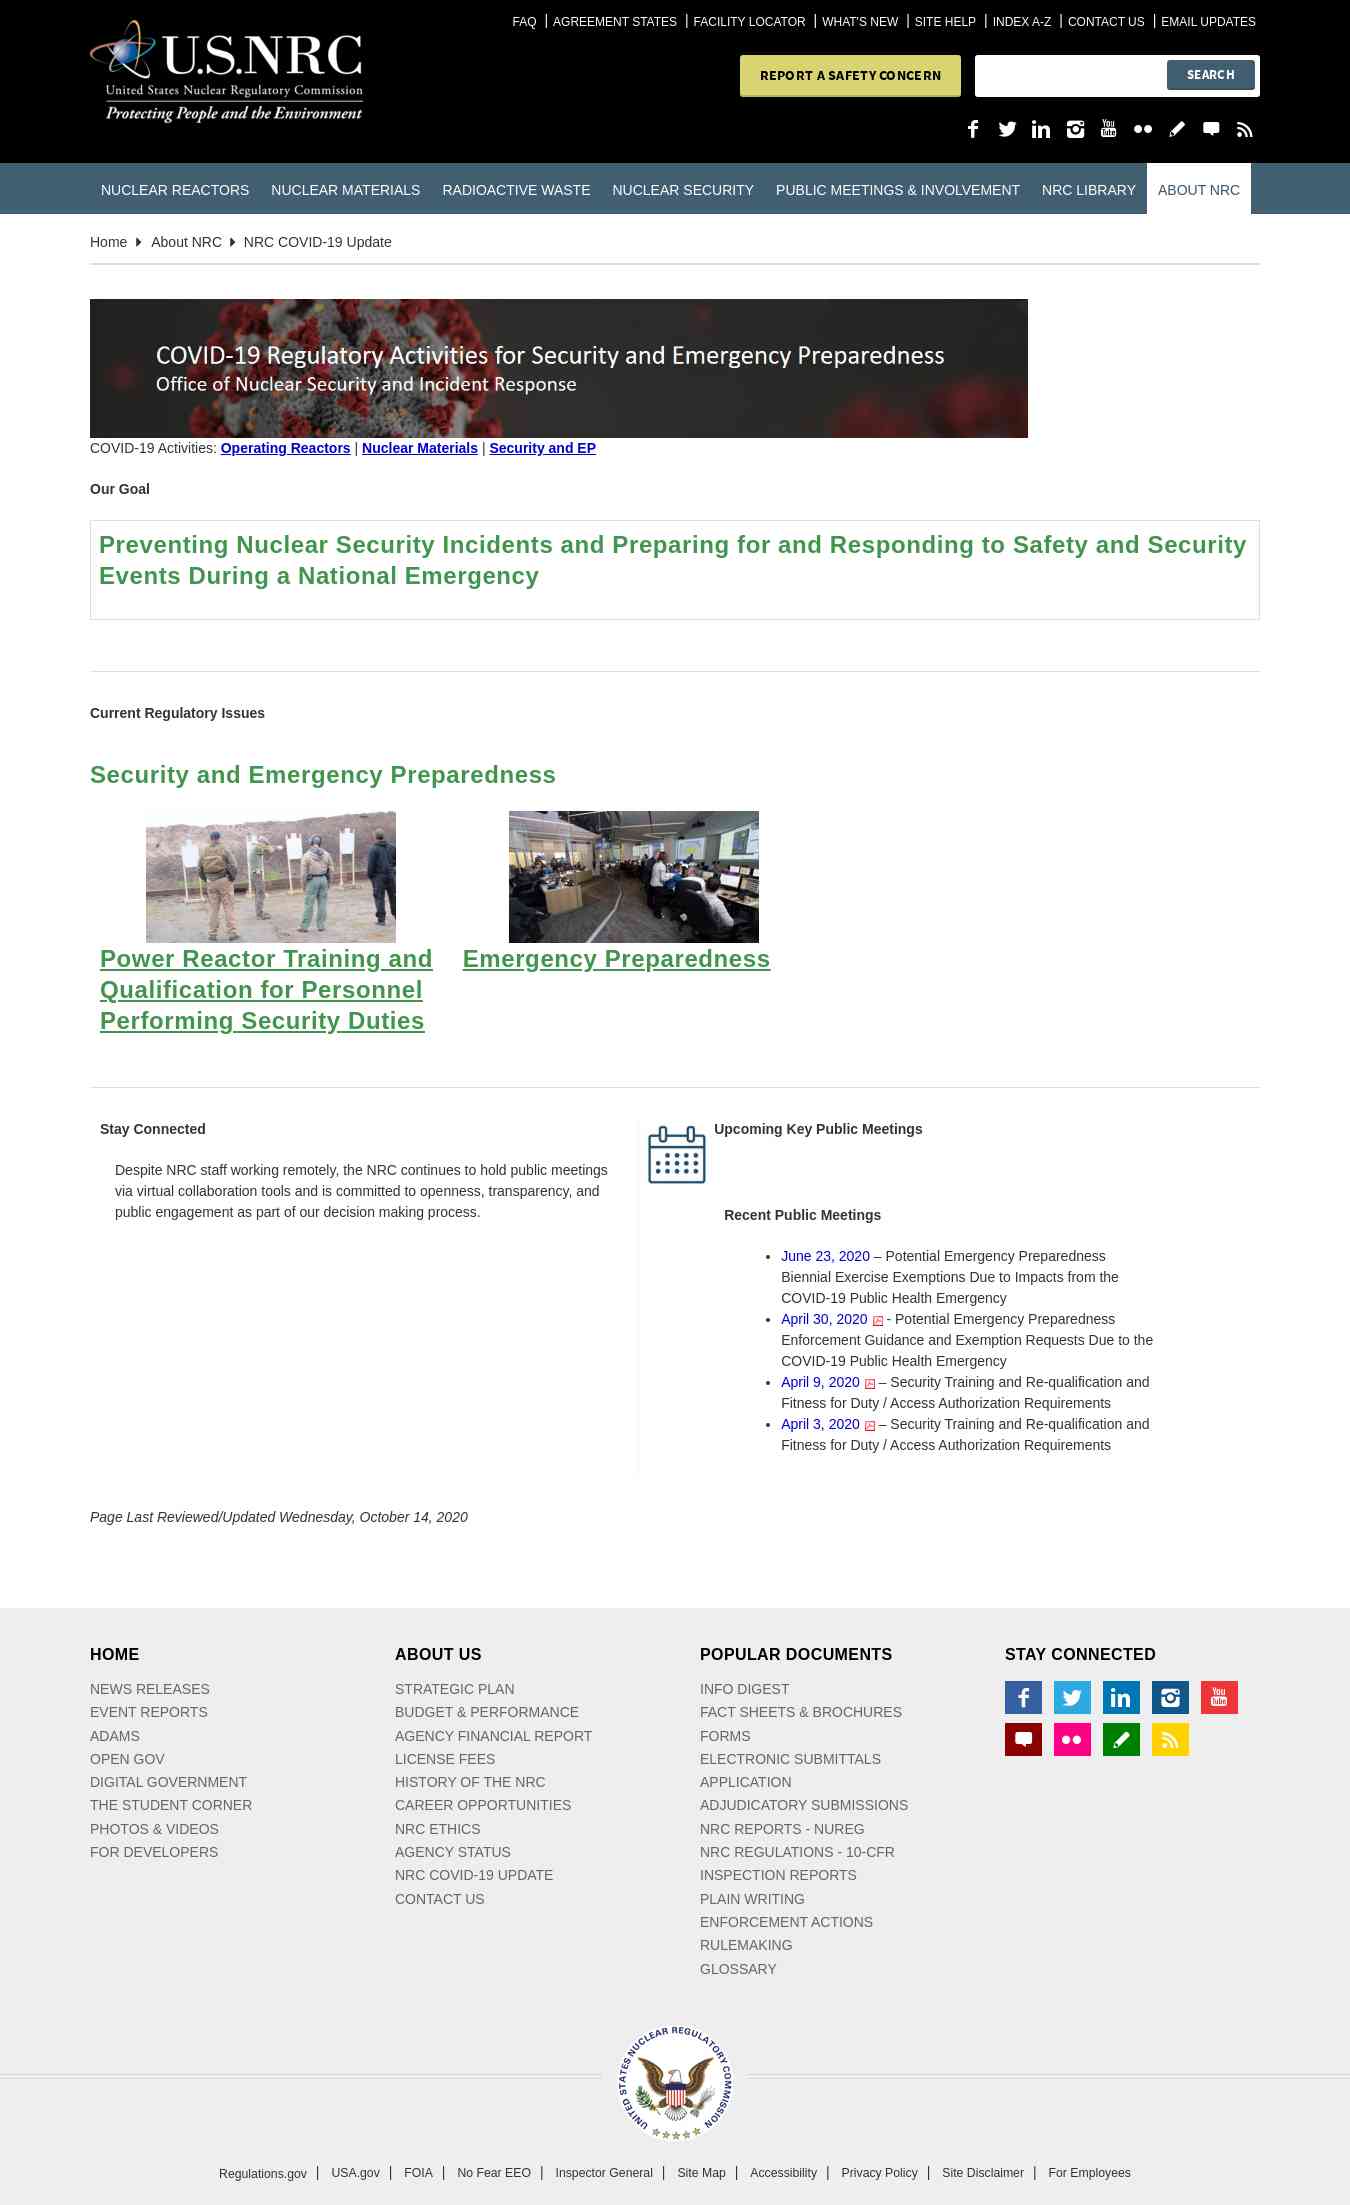 FAQ | AGREEMENT STATES | FACILITY LOCATOR | WHAT'S NEW | SITE HELP | INDEX A-Z | CONTACT US | EMAIL UPDATES
U.S.NRC
United States Nuclear Regulatory Commission
Protecting People and the Environment
REPORT A SAFETY CONCERN
SEARCH
NUCLEAR REACTORS NUCLEAR MATERIALS RADIOACTIVE WASTE NUCLEAR SECURITY PUBLIC MEETINGS & INVOLVEMENT NRC LIBRARY ABOUT NRC
Home About NRC NRC COVID-19 Update
COVID-19 Regulatory Activities for Security and Emergency Preparedness
Office of Nuclear Security and Incident Response
COVID-19 Activities: Operating Reactors | Nuclear Materials | Security and EP
Our Goal
Preventing Nuclear Security Incidents and Preparing for and Responding to Safety and Security
Events During a National Emergency
Current Regulatory Issues
Security and Emergency Preparedness
Power Reactor Training and
Qualification for Personnel
Performing Security Duties
Emergency Preparedness
Stay Connected
Despite NRC staff working remotely, the NRC continues to hold public meetings
via virtual collaboration tools and is committed to openness, transparency, and
public engagement as part of our decision making process.
Upcoming Key Public Meetings
Recent Public Meetings
• June 23, 2020 – Potential Emergency Preparedness
Biennial Exercise Exemptions Due to Impacts from the
COVID-19 Public Health Emergency
• April 30, 2020 - Potential Emergency Preparedness
Enforcement Guidance and Exemption Requests Due to the
COVID-19 Public Health Emergency
• April 9, 2020 – Security Training and Re-qualification and
Fitness for Duty / Access Authorization Requirements
• April 3, 2020 – Security Training and Re-qualification and
Fitness for Duty / Access Authorization Requirements
Page Last Reviewed/Updated Wednesday, October 14, 2020
HOME
NEWS RELEASES
EVENT REPORTS
ADAMS
OPEN GOV
DIGITAL GOVERNMENT
THE STUDENT CORNER
PHOTOS & VIDEOS
FOR DEVELOPERS
ABOUT US
STRATEGIC PLAN
BUDGET & PERFORMANCE
AGENCY FINANCIAL REPORT
LICENSE FEES
HISTORY OF THE NRC
CAREER OPPORTUNITIES
NRC ETHICS
AGENCY STATUS
NRC COVID-19 UPDATE
CONTACT US
POPULAR DOCUMENTS
INFO DIGEST
FACT SHEETS & BROCHURES
FORMS
ELECTRONIC SUBMITTALS
APPLICATION
ADJUDICATORY SUBMISSIONS
NRC REPORTS - NUREG
NRC REGULATIONS - 10-CFR
INSPECTION REPORTS
PLAIN WRITING
ENFORCEMENT ACTIONS
RULEMAKING
GLOSSARY
STAY CONNECTED
You
Tube
UNITED STATES NUCLEAR REGULATORY COMMISSION
Regulations.gov | USA.gov | FOIA | No Fear EEO | Inspector General | Site Map | Accessibility | Privacy Policy | Site Disclaimer | For Employees